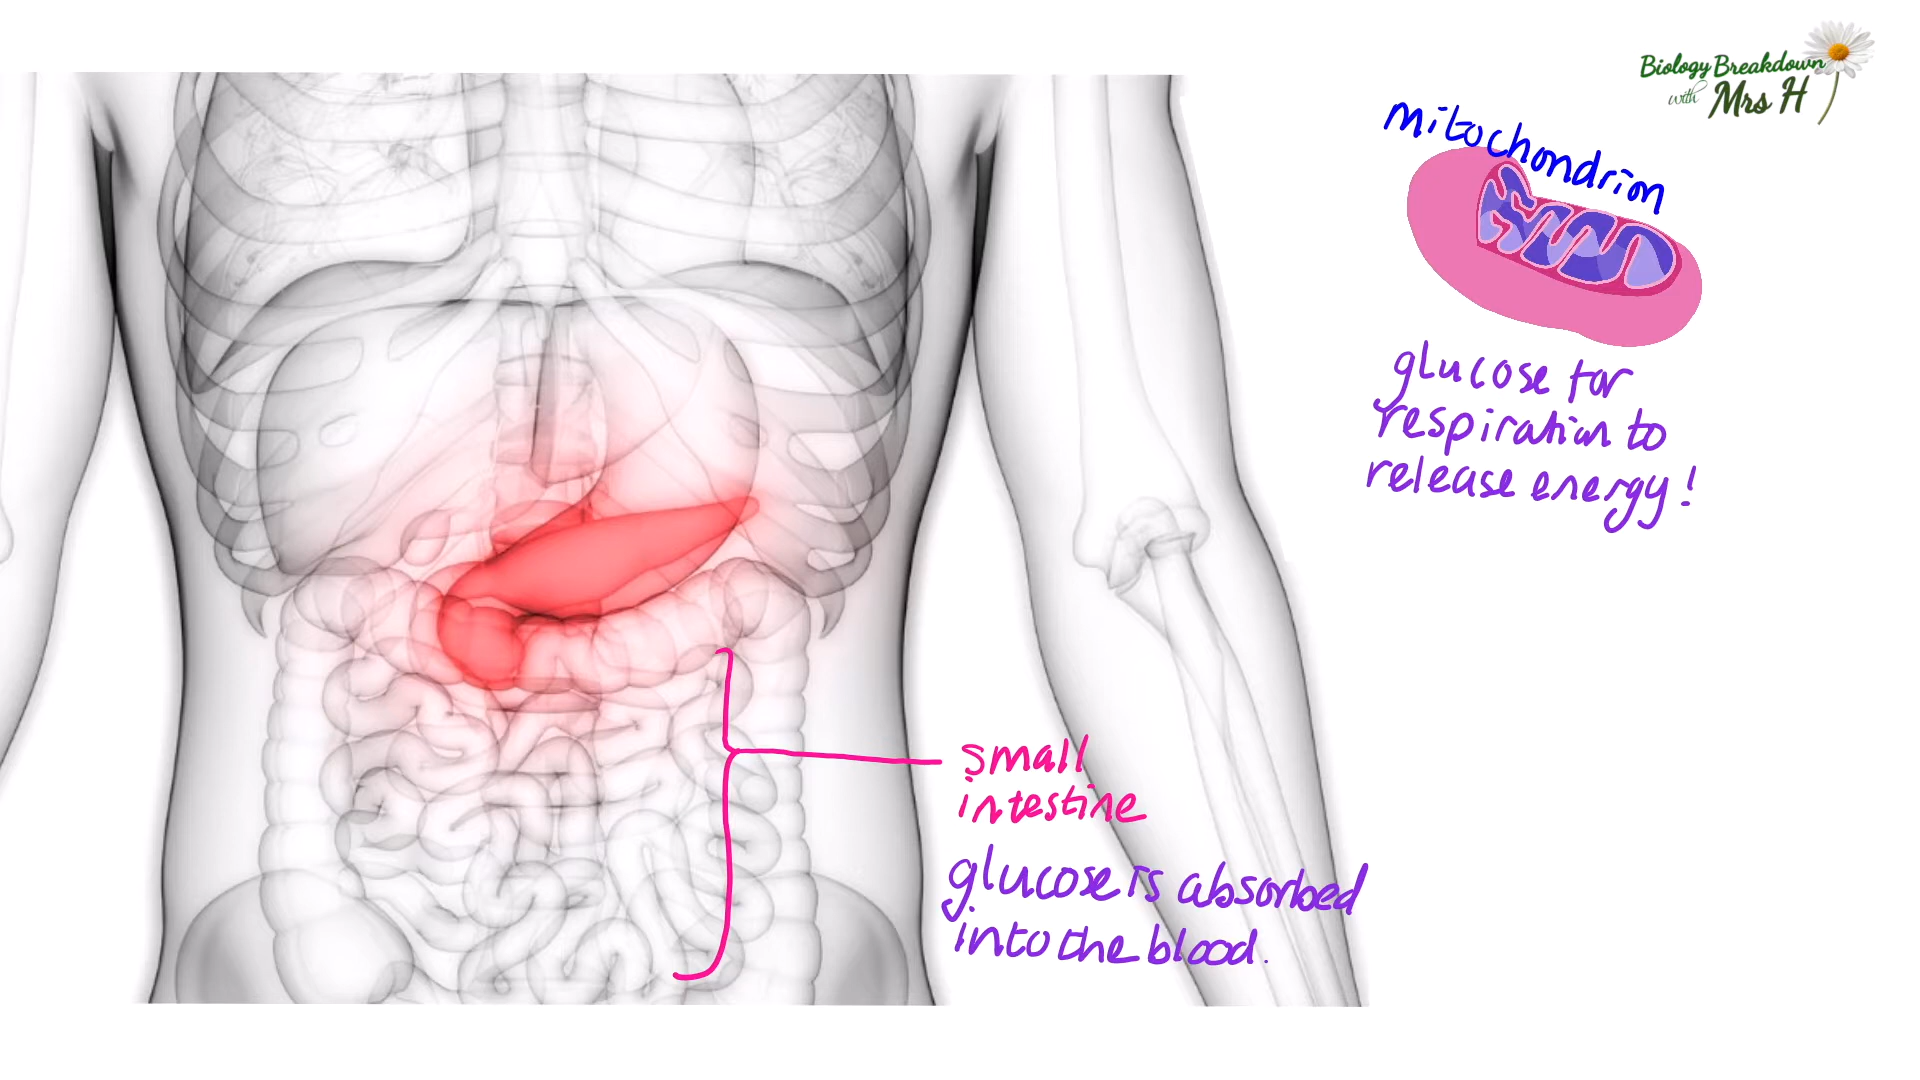 Biology Breakdown
with Mrs H
mitochondrion
glucose for
respiration to
release energy!
small
intestine
glucose is absorbed
into the blood.